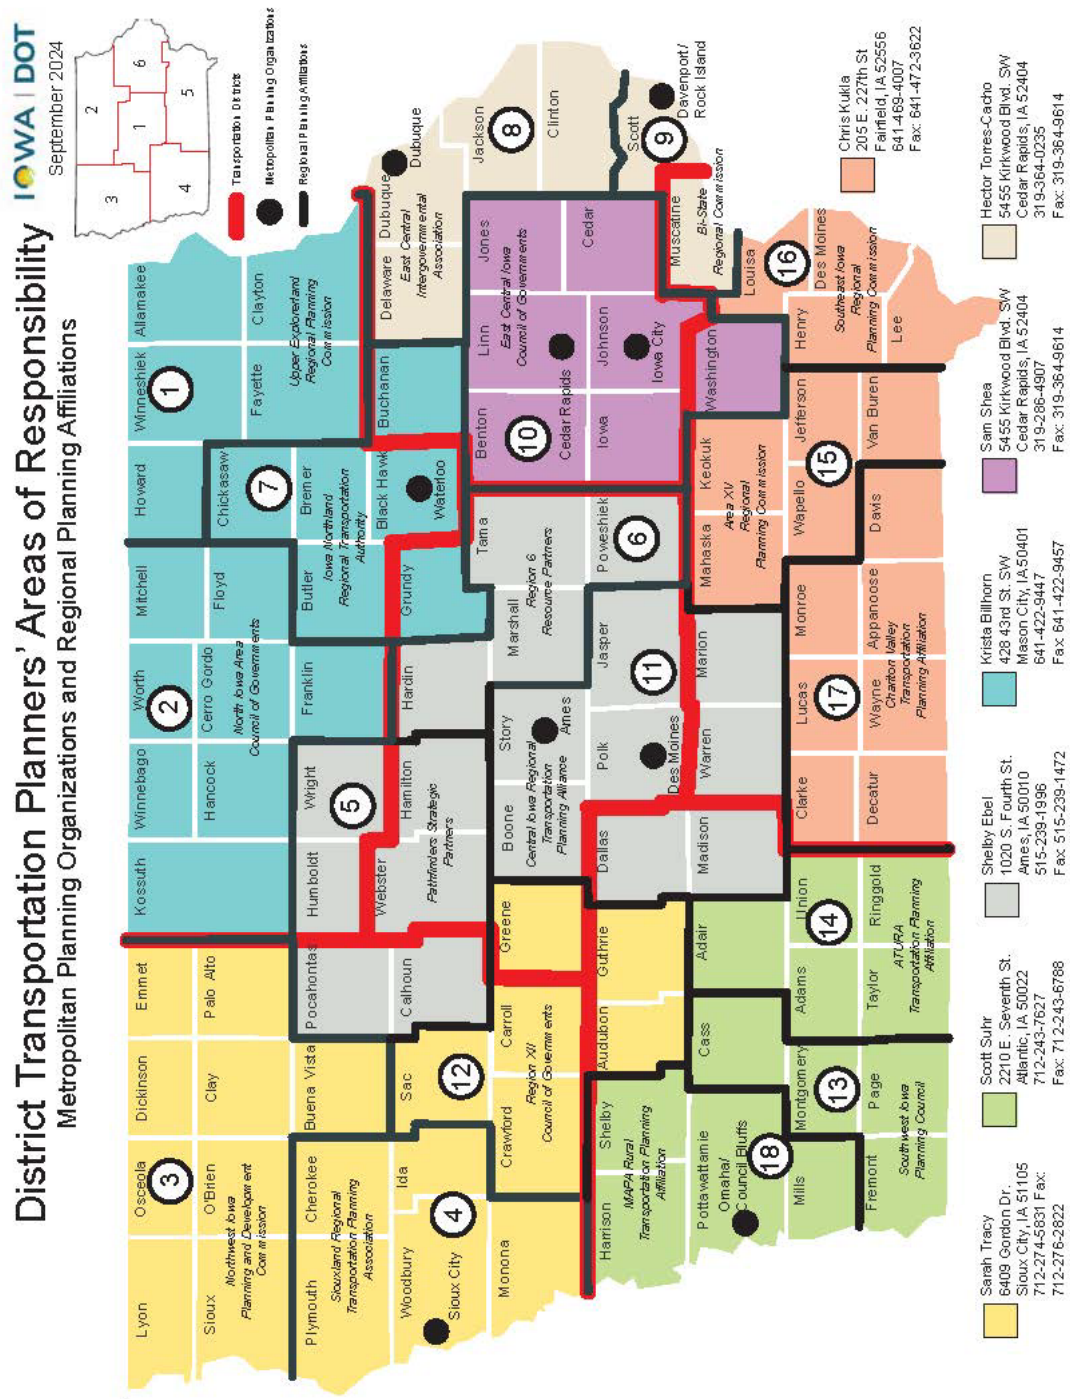 District Transportation Planners' Areas of Responsibility
Metropolitan Planning Organizations and Regional Planning Affiliations
IOWA | DOT
September 2024
3
2
1
6
4
5
Transportation Districts
Metropolitan Planning Organizations
Regional Planning Affiliations
Lyon
Osceola
Dickinson
Emmet
Kossuth
Winnebago
Worth
Mitchell
Howard
Winneshiek
Allamakee
3
2
1
Sioux
O'Brien
Clay
Palo Alto
Hancock
Cerro Gordo
Floyd
Chickasaw
Fayette
Clayton
Northwest Iowa
Planning and Development
Commission
North Iowa Area
Council of Governments
7
Upper Explorerland
Regional Planning
Commission
Plymouth
Cherokee
Buena Vista
Pocahontas
Humboldt
Wright
Franklin
Butler
Bremer
Siouxland Regional
Transportation Planning
Association
5
Iowa Northland
Regional Transportation
Authority
Woodbury
Ida
Sac
Calhoun
Webster
Hamilton
Hardin
Grundy
Black Hawk
Buchanan
Delaware
Dubuque
Dubuque
4
Sioux City
12
Pathfinders Strategic
Partners
Waterloo
East Central
Intergovernmental
Association
Monona
Crawford
Carroll
Greene
Boone
Story
Marshall
Tama
Benton
Linn
Jones
Jackson
8
Region XII
Council of Governments
Central Iowa Regional
Transportation
Planning Alliance
Ames
Region 6
Resource Partners
10
Cedar Rapids
East Central Iowa
Council of Governments
Clinton
Harrison
Shelby
Audubon
Guthrie
Dallas
Polk
Jasper
Poweshiek
Iowa
Johnson
Cedar
Scott
MAPA Rural
Transportation Planning
Affiliation
Des Moines
11
6
Iowa City
9
Davenport/
Rock Island
Pottawattamie
Cass
Adair
Madison
Warren
Marion
Mahaska
Keokuk
Washington
Muscatine
Omaha/
Council Bluffs
18
Area XV
Regional
Planning Commission
Bi-State
Regional Commission
Louisa
Mills
Montgomery
Adams
Union
Clarke
Lucas
Monroe
Wapello
Jefferson
Henry
Des Moines
13
14
17
15
16
Fremont
Page
Taylor
Ringgold
Decatur
Wayne
Appanoose
Davis
Van Buren
Lee
Southwest Iowa
Planning Council
ATURA
Transportation Planning
Affiliation
Chariton Valley
Transportation
Planning Affiliation
Southeast Iowa
Regional
Planning Commission
Chris Kukla
205 E. 227th St
Fairfield, IA 52556
641-469-4007
Fax: 641-472-3622
Sarah Tracy
6409 Gordon Dr.
Sioux City, IA 51105
712-274-5831 Fax:
712-276-2822
Scott Suhr
2210 E. Seventh St.
Atlantic, IA 50022
712-243-7627
Fax: 712-243-6788
Shelby Ebel
1020 S. Fourth St.
Ames, IA 50010
515-239-1996
Fax: 515-239-1472
Krista Billhorn
428 43rd St. SW
Mason City, IA 50401
641-422-9447
Fax: 641-422-9457
Sam Shea
5455 Kirkwood Blvd. SW
Cedar Rapids, IA 52404
319-286-4907
Fax: 319-364-9614
Hector Torres-Cacho
5455 Kirkwood Blvd. SW
Cedar Rapids, IA 52404
319-364-0235
Fax: 319-364-9614